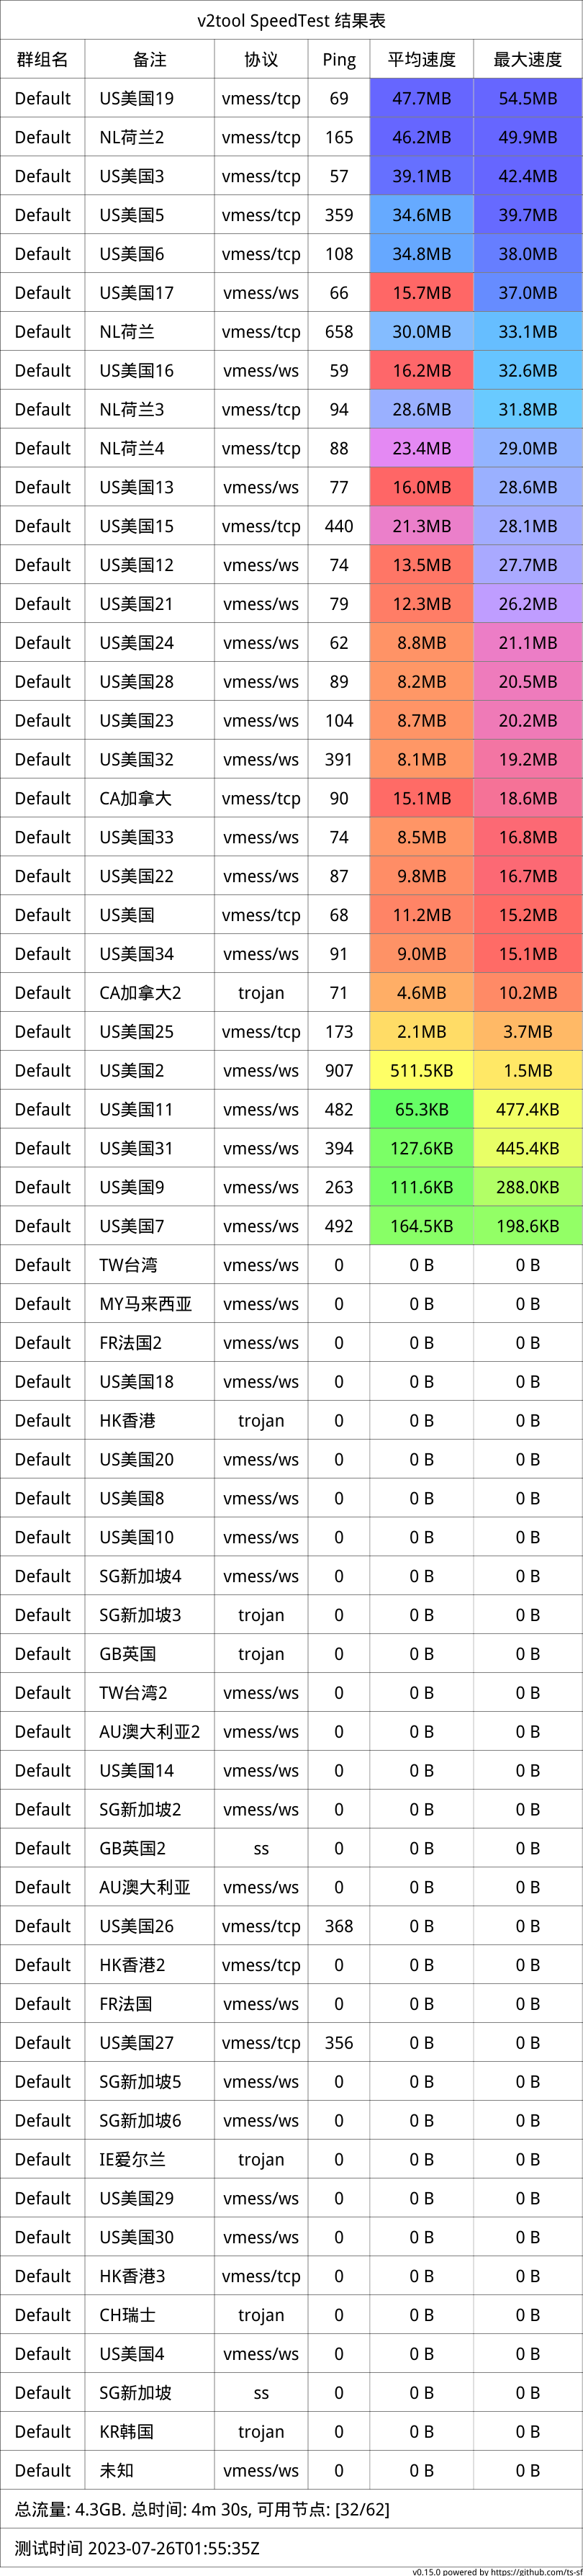 v2tool SpeedTest 结果表
群组名 备注 协议 Ping 平均速度 最大速度
Default US美国19 vmess/tcp 69 47.7MB 54.5MB
Default NL荷兰2 vmess/tcp 165 46.2MB 49.9MB
Default US美国3 vmess/tcp 57 39.1MB 42.4MB
Default US美国5 vmess/tcp 359 34.6MB 39.7MB
Default US美国6 vmess/tcp 108 34.8MB 38.0MB
Default US美国17 vmess/ws 66 15.7MB 37.0MB
Default NL荷兰 vmess/tcp 658 30.0MB 33.1MB
Default US美国16 vmess/ws 59 16.2MB 32.6MB
Default NL荷兰3 vmess/tcp 94 28.6MB 31.8MB
Default NL荷兰4 vmess/tcp 88 23.4MB 29.0MB
Default US美国13 vmess/ws 77 16.0MB 28.6MB
Default US美国15 vmess/tcp 440 21.3MB 28.1MB
Default US美国12 vmess/ws 74 13.5MB 27.7MB
Default US美国21 vmess/ws 79 12.3MB 26.2MB
Default US美国24 vmess/ws 62 8.8MB 21.1MB
Default US美国28 vmess/ws 89 8.2MB 20.5MB
Default US美国23 vmess/ws 104 8.7MB 20.2MB
Default US美国32 vmess/ws 391 8.1MB 19.2MB
Default CA加拿大 vmess/tcp 90 15.1MB 18.6MB
Default US美国33 vmess/ws 74 8.5MB 16.8MB
Default US美国22 vmess/ws 87 9.8MB 16.7MB
Default US美国 vmess/tcp 68 11.2MB 15.2MB
Default US美国34 vmess/ws 91 9.0MB 15.1MB
Default CA加拿大2 trojan 71 4.6MB 10.2MB
Default US美国25 vmess/tcp 173 2.1MB 3.7MB
Default US美国2 vmess/ws 907 511.5KB 1.5MB
Default US美国11 vmess/ws 482 65.3KB 477.4KB
Default US美国31 vmess/ws 394 127.6KB 445.4KB
Default US美国9 vmess/ws 263 111.6KB 288.0KB
Default US美国7 vmess/ws 492 164.5KB 198.6KB
Default TW台湾 vmess/ws 0 0 B 0 B
Default MY马来西亚 vmess/ws 0 0 B 0 B
Default FR法国2 vmess/ws 0 0 B 0 B
Default US美国18 vmess/ws 0 0 B 0 B
Default HK香港 trojan 0 0 B 0 B
Default US美国20 vmess/ws 0 0 B 0 B
Default US美国8 vmess/ws 0 0 B 0 B
Default US美国10 vmess/ws 0 0 B 0 B
Default SG新加坡4 vmess/ws 0 0 B 0 B
Default SG新加坡3 trojan 0 0 B 0 B
Default GB英国 trojan 0 0 B 0 B
Default TW台湾2 vmess/ws 0 0 B 0 B
Default AU澳大利亚2 vmess/ws 0 0 B 0 B
Default US美国14 vmess/ws 0 0 B 0 B
Default SG新加坡2 vmess/ws 0 0 B 0 B
Default GB英国2 ss 0 0 B 0 B
Default AU澳大利亚 vmess/ws 0 0 B 0 B
Default US美国26 vmess/tcp 368 0 B 0 B
Default HK香港2 vmess/tcp 0 0 B 0 B
Default FR法国 vmess/ws 0 0 B 0 B
Default US美国27 vmess/tcp 356 0 B 0 B
Default SG新加坡5 vmess/ws 0 0 B 0 B
Default SG新加坡6 vmess/ws 0 0 B 0 B
Default IE爱尔兰 trojan 0 0 B 0 B
Default US美国29 vmess/ws 0 0 B 0 B
Default US美国30 vmess/ws 0 0 B 0 B
Default HK香港3 vmess/tcp 0 0 B 0 B
Default CH瑞士 trojan 0 0 B 0 B
Default US美国4 vmess/ws 0 0 B 0 B
Default SG新加坡 ss 0 0 B 0 B
Default KR韩国 trojan 0 0 B 0 B
Default 未知 vmess/ws 0 0 B 0 B
总流量: 4.3GB. 总时间: 4m 30s, 可用节点: [32/62]
测试时间 2023-07-26T01:55:35Z
v0.15.0 powered by https://github.com/ts-sf